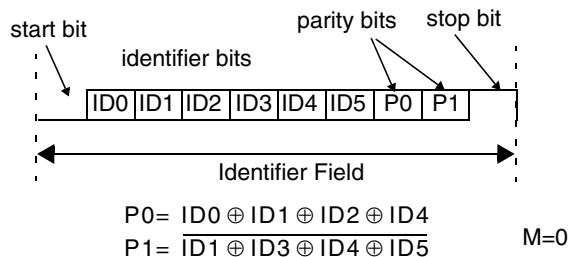 start bit
parity bits
stop bit
identifier bits
ID0 ID1 ID2 ID3 ID4 ID5 P0 P1
Identifier Field
P0= ID0 ⊕ ID1 ⊕ ID2 ⊕ ID4
P1= ID1 ⊕ ID3 ⊕ ID4 ⊕ ID5
M=0